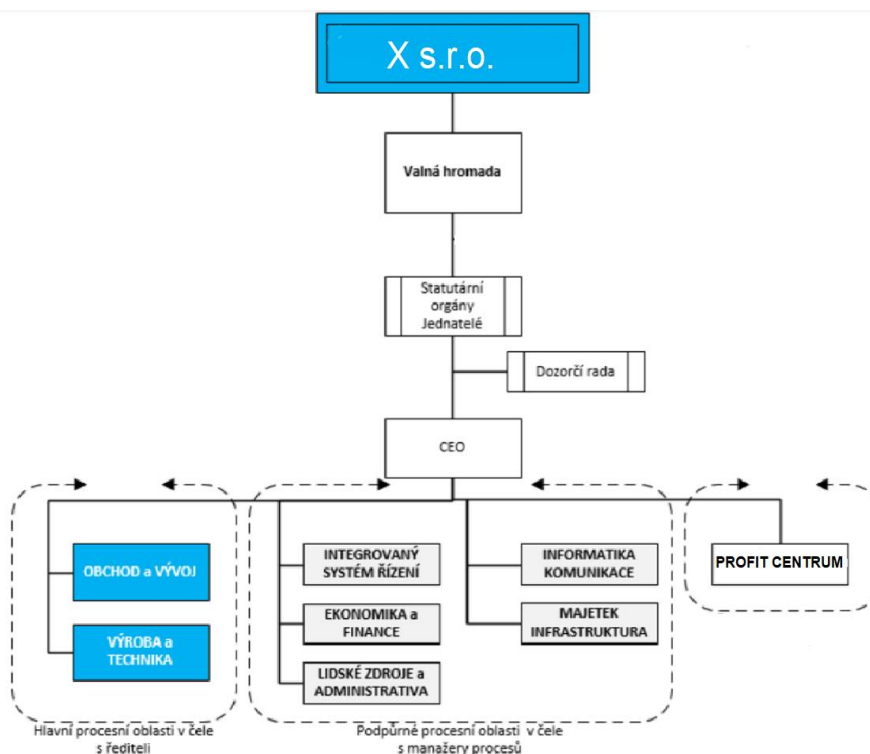 X s.r.o.
Valná hromada
Statutární
orgány
Jednatelé
Dozorčí rada
CEO
OBCHOD a VÝVOJ
VÝROBA a
TECHNIKA
INTEGROVANÝ
SYSTÉM ŘÍZENÍ
EKONOMIKA a
FINANCE
LIDSKÉ ZDROJE a
ADMINISTRATIVA
INFORMATIKA
KOMUNIKACE
MAJETEK
INFRASTRUKTURA
PROFIT CENTRUM
Hlavní procesní oblasti v čele
s řediteli
Podpůrné procesní oblasti v čele
s manažery procesů